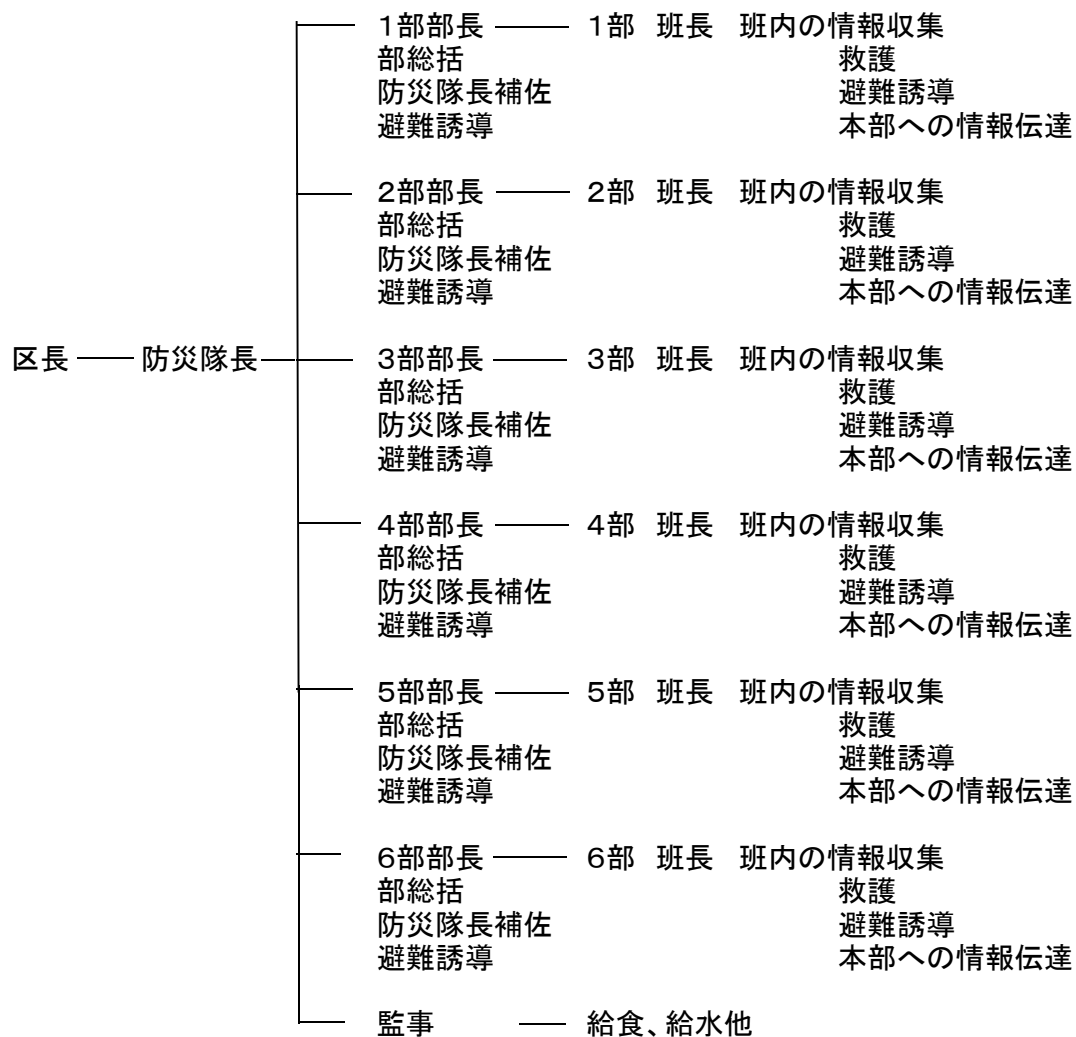 1部部長 1部 班長 班内の情報収集
部総括 救護
防災隊長補佐 避難誘導
避難誘導 本部への情報伝達
2部部長 2部 班長 班内の情報収集
部総括 救護
防災隊長補佐 避難誘導
避難誘導 本部への情報伝達
区長 防災隊長 3部部長 3部 班長 班内の情報収集
部総括 救護
防災隊長補佐 避難誘導
避難誘導 本部への情報伝達
4部部長 4部 班長 班内の情報収集
部総括 救護
防災隊長補佐 避難誘導
避難誘導 本部への情報伝達
5部部長 5部 班長 班内の情報収集
部総括 救護
防災隊長補佐 避難誘導
避難誘導 本部への情報伝達
6部部長 6部 班長 班内の情報収集
部総括 救護
防災隊長補佐 避難誘導
避難誘導 本部への情報伝達
監事 給食、給水他